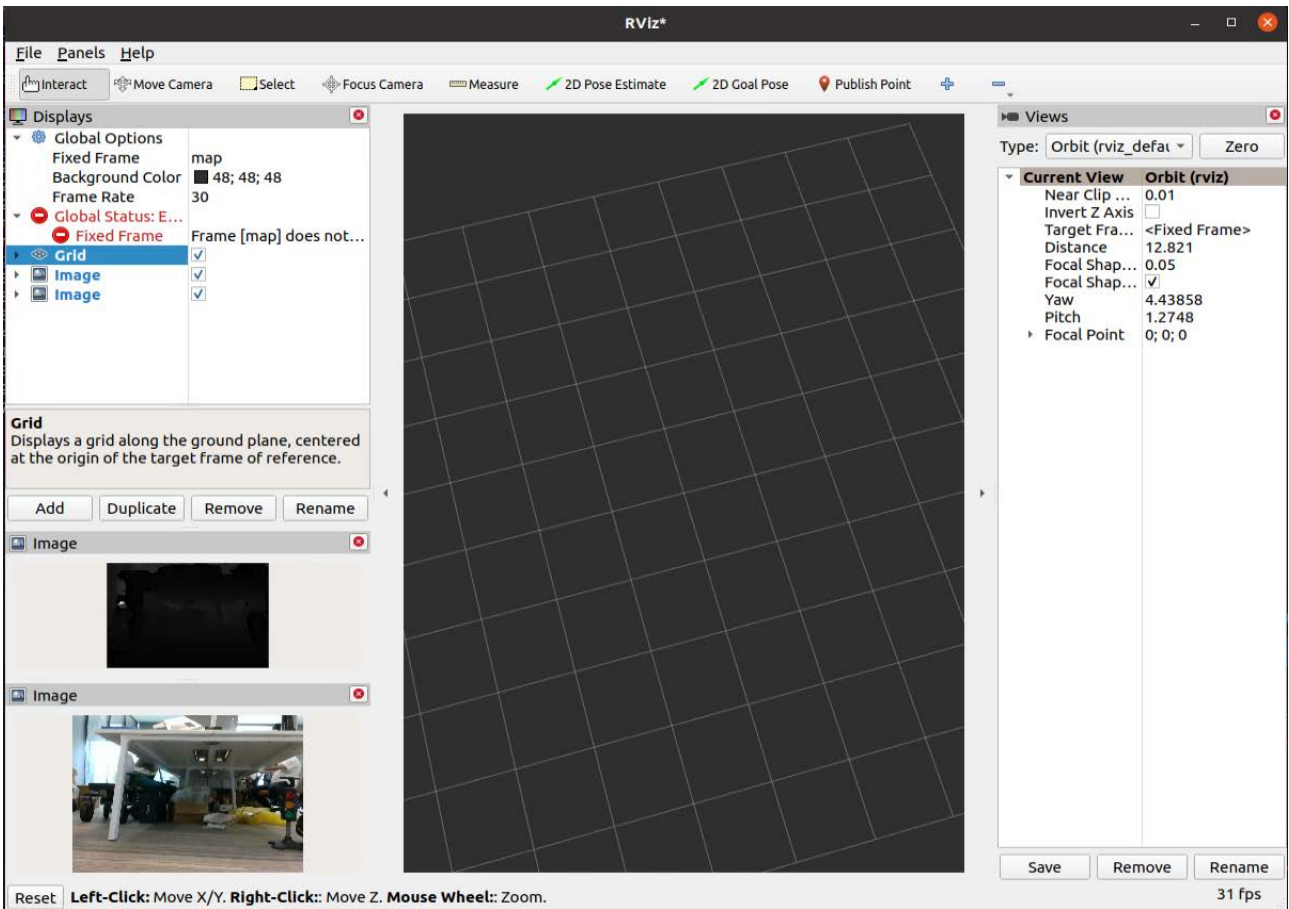 RViz*
File Panels Help
Interact Move Camera Select Focus Camera Measure 2D Pose Estimate 2D Goal Pose Publish Point
Displays
Global Options
Fixed Frame map
Background Color 48; 48; 48
Frame Rate 30
Global Status: E...
Fixed Frame Frame [map] does not...
Grid
Image
Image
Grid
Displays a grid along the ground plane, centered
at the origin of the target frame of reference.
Add Duplicate Remove Rename
Image
Image
Views
Type: Orbit (rviz_defau Zero
Current View Orbit (rviz)
Near Clip ... 0.01
Invert Z Axis
Target Fra... <Fixed Frame>
Distance 12.821
Focal Shap... 0.05
Focal Shap...
Yaw 4.43858
Pitch 1.2748
Focal Point 0; 0; 0
Save Remove Rename
Reset Left-Click: Move X/Y. Right-Click:: Move Z. Mouse Wheel:: Zoom. 31 fps